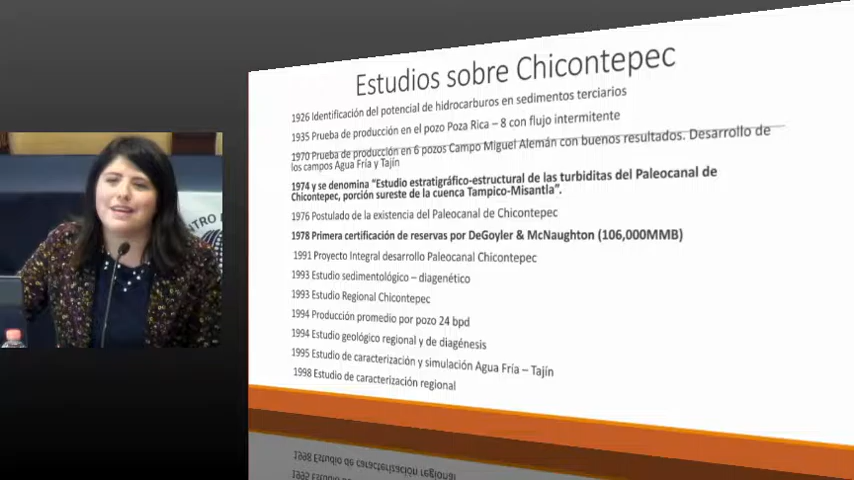 Estudios sobre Chicontepec
1926 Identificación del potencial de hidrocarburos en sedimentos terciarios
1935 Prueba de producción en el pozo Poza Rica – 8 con flujo intermitente
1970 Prueba de producción en 6 pozos Campo Miguel Alemán con buenos resultados. Desarrollo de
los campos Agua Fría y Tajín
1974 y se denomina "Estudio estratigráfico-estructural de las turbiditas del Paleocanal de
Chicontepec, porción sureste de la cuenca Tampico-Misantla".
1976 Postulado de la existencia del Paleocanal de Chicontepec
1978 Primera certificación de reservas por DeGoyler & McNaughton (106,000MMB)
1991 Proyecto Integral desarrollo Paleocanal Chicontepec
1993 Estudio sedimentológico – diagenético
1993 Estudio Regional Chicontepec
1994 Producción promedio por pozo 24 bpd
1994 Estudio geológico regional y de diagénesis
1995 Estudio de caracterización y simulación Agua Fría – Tajín
1998 Estudio de caracterización regional